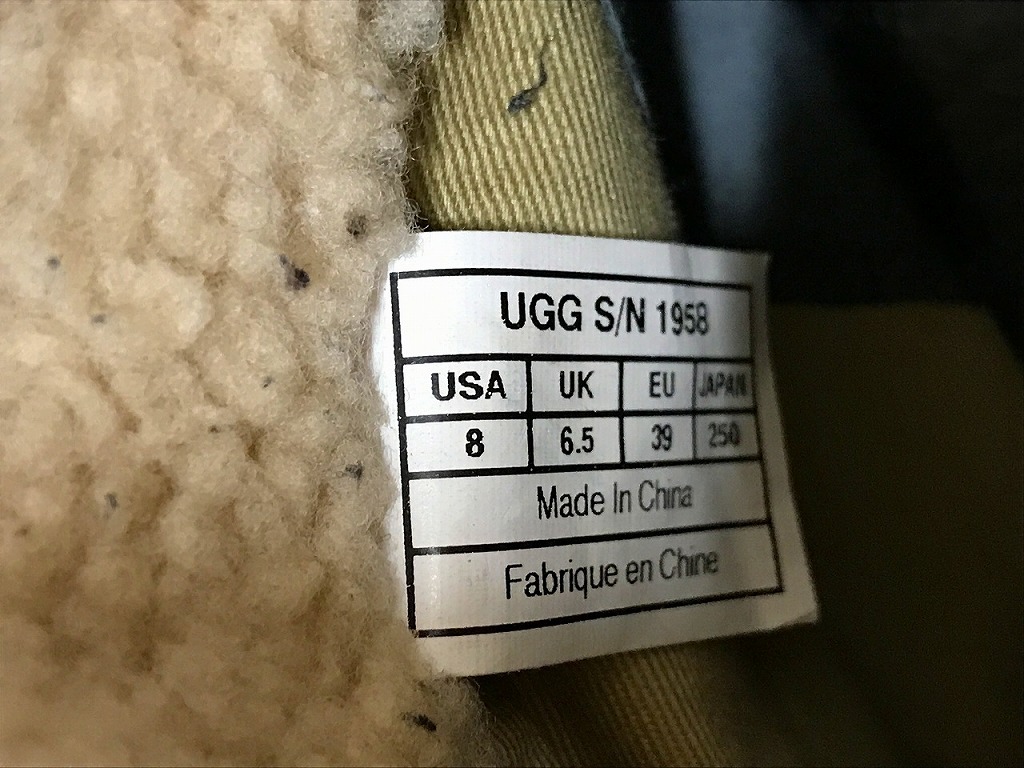 UGG S/N 1958
USA UK EU JAPAN
8 6.5 39 250
Made In China
Fabrique en Chine